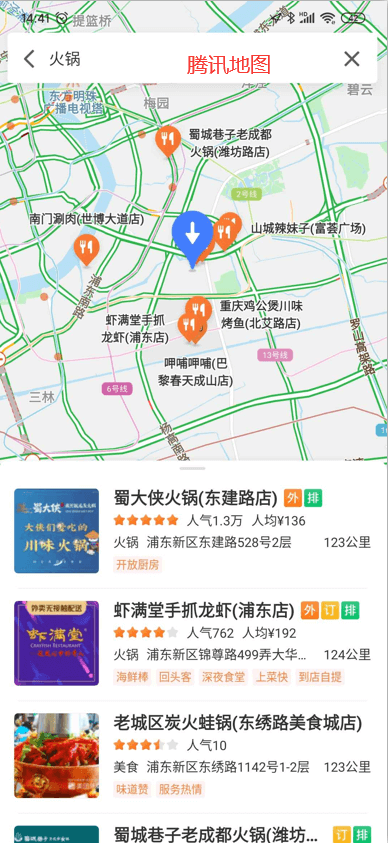 14:41
42
提篮桥
火锅
腾讯地图
东方明珠
广播电视塔
梅园
碧云
蜀城巷子老成都
火锅(潍坊路店)
2号线
南门涮肉(世博大道店)
山城辣妹子(富荟广场)
浦东南路
虾满堂手抓
龙虾(浦东店)
重庆鸡公煲川味
烤鱼(北艾路店)
罗山高架路
13号线
呷哺呷哺(巴
黎春天成山店)
三林
6号线
杨高南路
蜀大侠
大侠们爱吃的
川味火锅
蜀大侠火锅(东建路店) 外 排
人气1.3万 人均¥136
火锅 浦东新区东建路528号2层 123公里
开放厨房
外卖无接触配送
虾满堂
CRAYFISH RESTAURANT
虾满堂手抓龙虾(浦东店) 外 订 排
人气762 人均¥192
火锅 浦东新区锦尊路499弄大华… 124公里
海鲜棒 回头客 深夜食堂 上菜快 到店自提
老城区炭火蛙锅(东绣路美食城店)
人气10
美食 浦东新区东绣路1142号1-2层 123公里
味道赞 服务热情
蜀城巷子老成都火锅(潍坊… 订 排